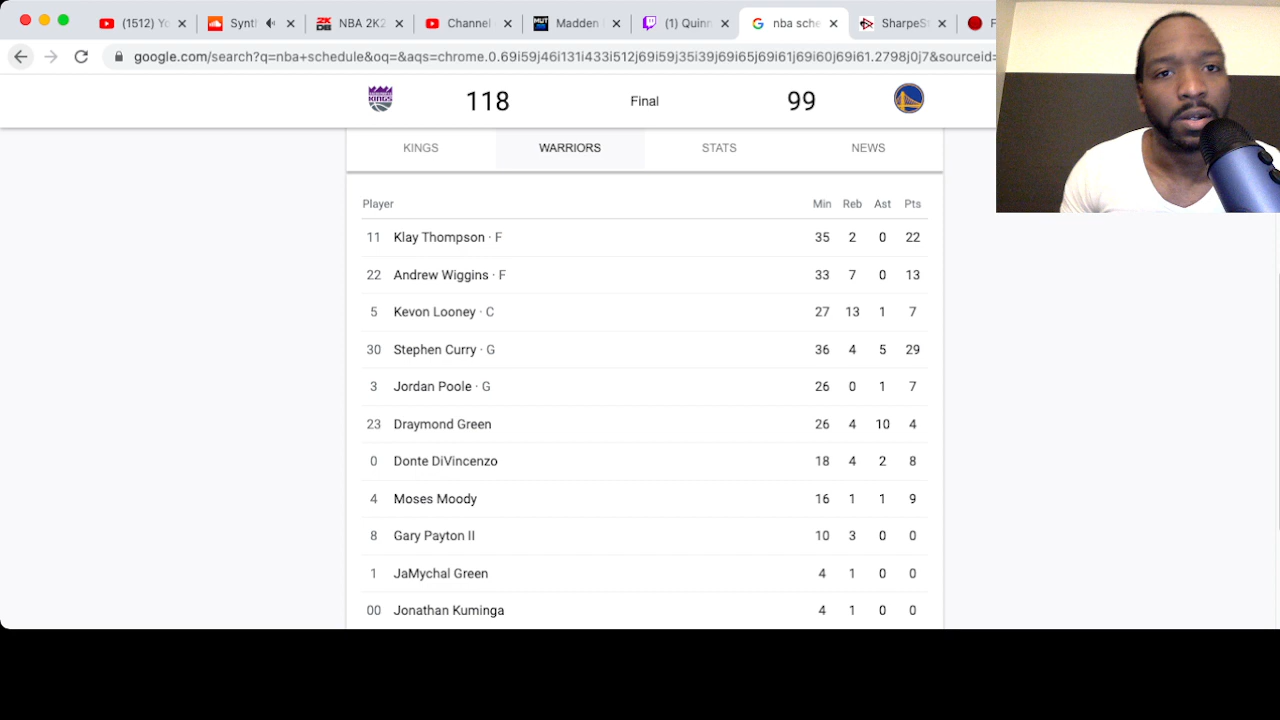 (1512) Yo
Synth
NBA 2K2
Channel
Madden
(1) Quinn
nba sche
SharpeSt
F
google.com/search?q=nba+schedule&oq=&aqs=chrome.0.69i59j46i131i433i512j69i59j35i39j69i65j69i61j69i60j69i61.2798j0j7&sourceid=
KINGS 118 Final 99
KINGS WARRIORS STATS NEWS
Player Min Reb Ast Pts
11 Klay Thompson · F 35 2 0 22
22 Andrew Wiggins · F 33 7 0 13
5 Kevon Looney · C 27 13 1 7
30 Stephen Curry · G 36 4 5 29
3 Jordan Poole · G 26 0 1 7
23 Draymond Green 26 4 10 4
0 Donte DiVincenzo 18 4 2 8
4 Moses Moody 16 1 1 9
8 Gary Payton II 10 3 0 0
1 JaMychal Green 4 1 0 0
00 Jonathan Kuminga 4 1 0 0